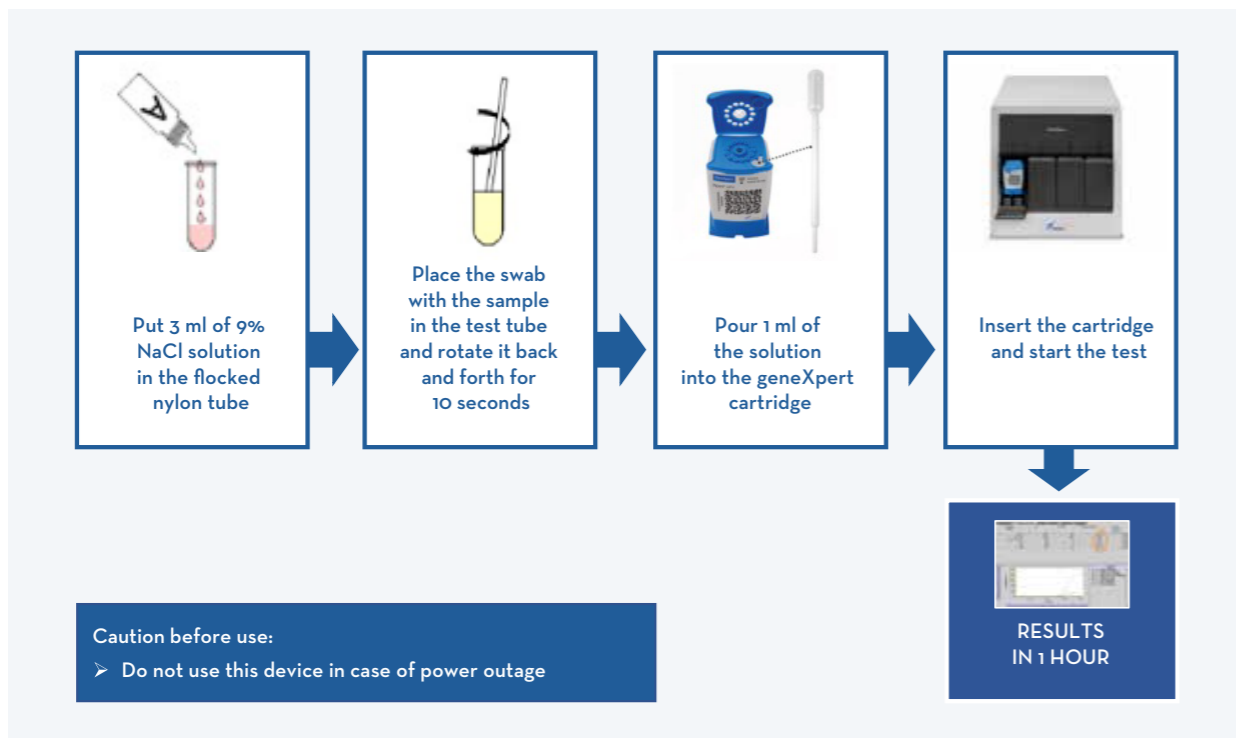 A
Put 3 ml of 9%
NaCl solution
in the flocked
nylon tube
Place the swab
with the sample
in the test tube
and rotate it back
and forth for
10 seconds
Pour 1 ml of
the solution
into the geneXpert
cartridge
Insert the cartridge
and start the test
RESULTS
IN 1 HOUR
Caution before use:
➢ Do not use this device in case of power outage